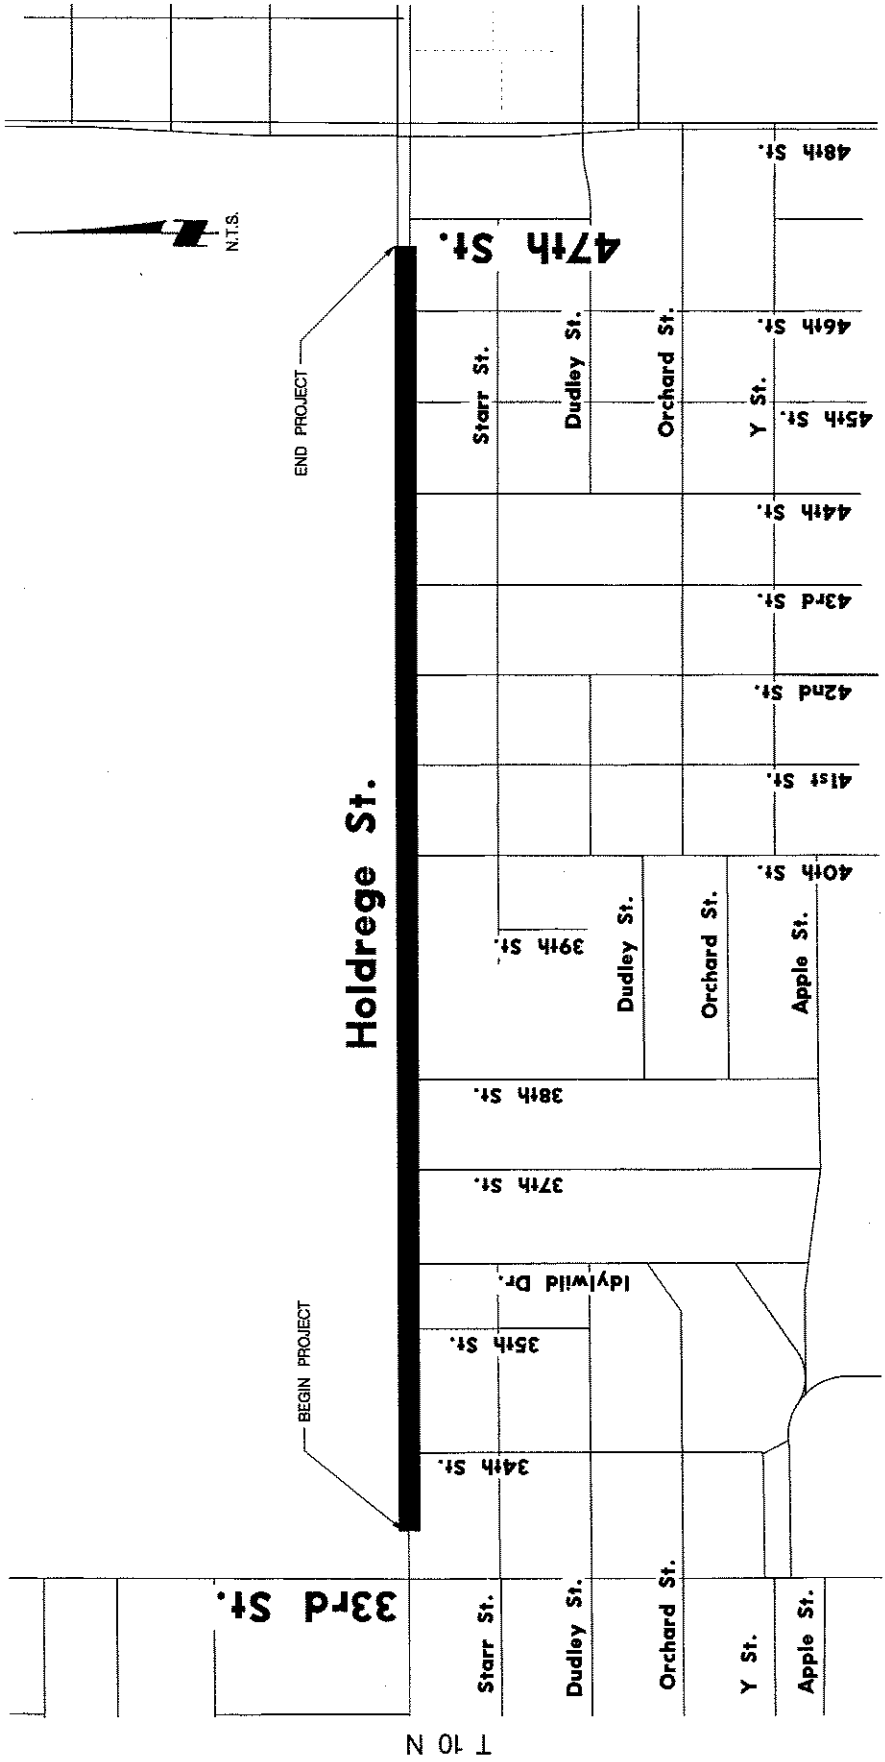 N.T.S.
END PROJECT
BEGIN PROJECT
Holdrege St.
33rd St.
34th St.
35th St.
Idylwild Dr.
37th St.
38th St.
39th St.
40th St.
41st St.
42nd St.
43rd St.
44th St.
45th St.
46th St.
47th St.
48th St.
Starr St.
Dudley St.
Orchard St.
Y St.
Dudley St.
Orchard St.
Apple St.
Starr St.
Dudley St.
Orchard St.
Y St.
Apple St.
T 10 N